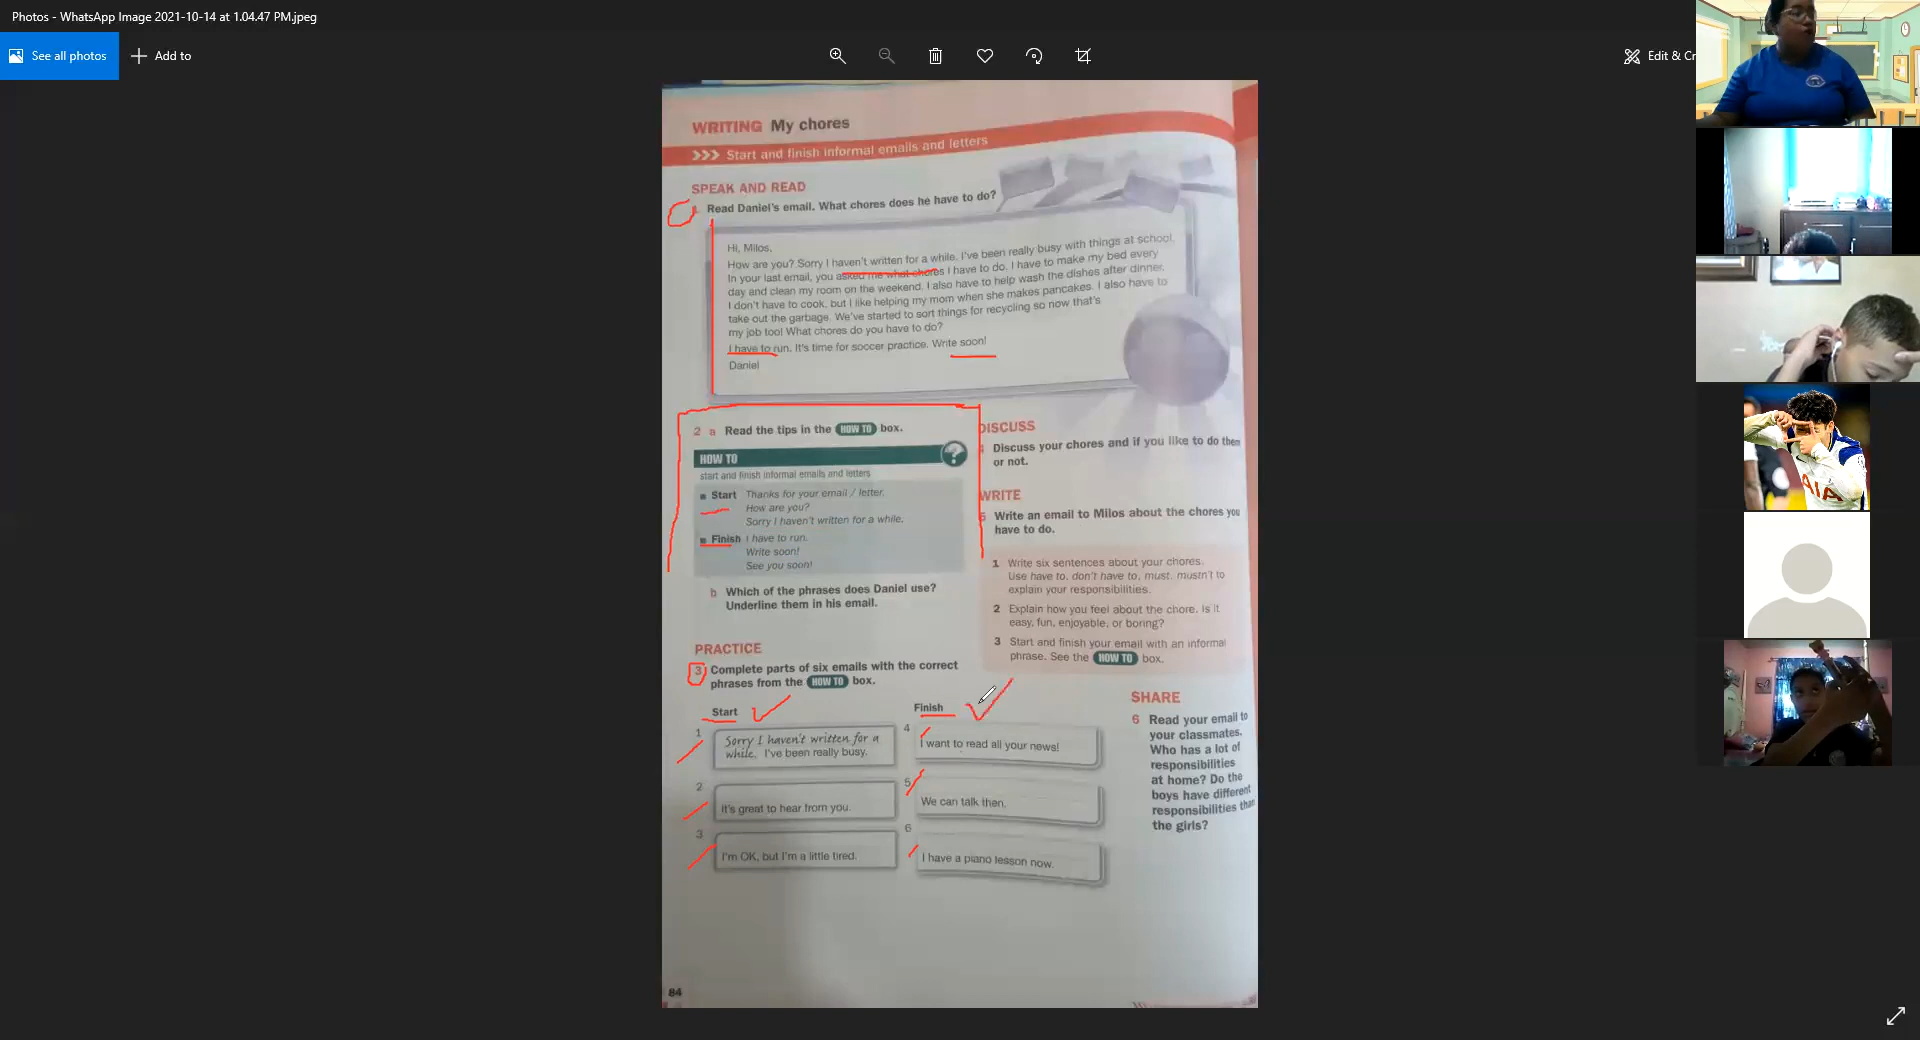 Photos - WhatsApp Image 2021-10-14 at 1.04.47 PM.jpeg
See all photos
Add to
Edit & Cr
WRITING My chores
>>> Start and finish informal emails and letters
SPEAK AND READ
1 Read Daniel's email. What chores does he have to do?
Hi, Milos,
How are you? Sorry I haven't written for a while. I've been really busy with things at school.
In your last email, you asked me what chores I have to do. I have to make my bed every
day and clean my room on the weekend. I also have to help wash the dishes after dinner.
I don't have to cook, but I like helping my mom when she makes pancakes. I also have to
take out the garbage. We've started to sort things for recycling so now that's
my job too! What chores do you have to do?
I have to run. It's time for soccer practice. Write soon!
Daniel
2 a Read the tips in the HOW TO box.
HOW TO ?
start and finish informal emails and letters
Start Thanks for your email / letter.
How are you?
Sorry I haven't written for a while.
Finish I have to run.
Write soon!
See you soon!
b Which of the phrases does Daniel use?
Underline them in his email.
PRACTICE
3 Complete parts of six emails with the correct
phrases from the HOW TO box.
Start
1 Sorry I haven't written for a
while. I've been really busy.
2
It's great to hear from you.
3
I'm OK, but I'm a little tired.
Finish
4
I want to read all your news!
5
We can talk then.
6
I have a piano lesson now.
DISCUSS
4 Discuss your chores and if you like to do them
or not.
WRITE
5 Write an email to Milos about the chores you
have to do.
1 Write six sentences about your chores.
Use have to, don't have to, must, mustn't to
explain your responsibilities.
2 Explain how you feel about the chore. Is it
easy, fun, enjoyable, or boring?
3 Start and finish your email with an informal
phrase. See the HOW TO box.
SHARE
6 Read your email to
your classmates.
Who has a lot of
responsibilities
at home? Do the
boys have different
responsibilities than
the girls?
84
AIA